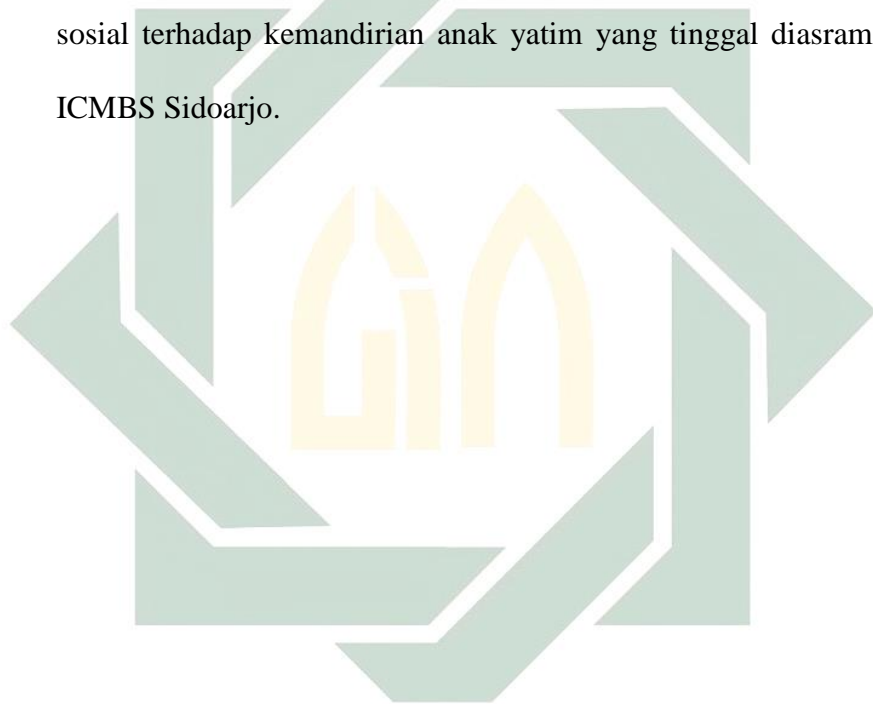 sosial terhadap kemandirian anak yatim yang tinggal diasram
ICMBS Sidoarjo.